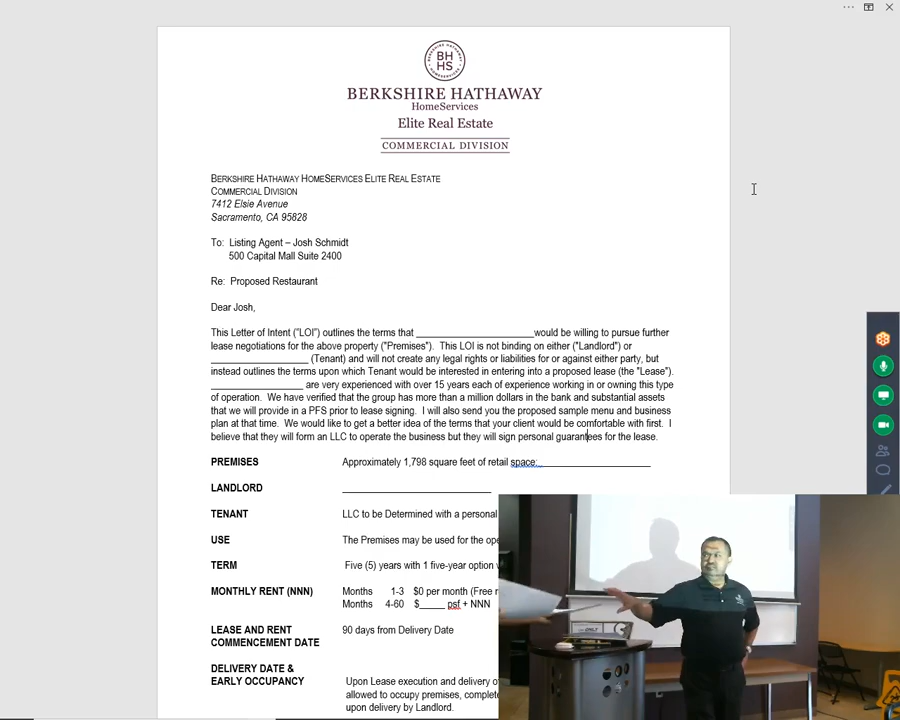 BH
HS
BERKSHIRE HATHAWAY
HomeServices
Elite Real Estate
COMMERCIAL DIVISION
BERKSHIRE HATHAWAY HOMESERVICES ELITE REAL ESTATE
COMMERCIAL DIVISION
7412 Elsie Avenue
Sacramento, CA 95828
To: Listing Agent – Josh Schmidt
500 Capital Mall Suite 2400
Re: Proposed Restaurant
Dear Josh,
This Letter of Intent ("LOI") outlines the terms that ________________________would be willing to pursue further
lease negotiations for the above property ("Premises"). This LOI is not binding on either ("Landlord") or
____________________ (Tenant) and will not create any legal rights or liabilities for or against either party, but
instead outlines the terms upon which Tenant would be interested in entering into a proposed lease (the "Lease").
___________________ are very experienced with over 15 years each of experience working in or owning this type
of operation. We have verified that the group has more than a million dollars in the bank and substantial assets
that we will provide in a PFS prior to lease signing. I will also send you the proposed sample menu and business
plan at that time. We would like to get a better idea of the terms that your client would be comfortable with first. I
believe that they will form an LLC to operate the business but they will sign personal guarantees for the lease.
PREMISES Approximately 1,798 square feet of retail space:_______________________
LANDLORD ______________________________
TENANT LLC to be Determined with a personal
USE The Premises may be used for the ope
TERM Five (5) years with 1 five-year option
MONTHLY RENT (NNN) Months 1-3 $0 per month (Free
Months 4-60 $_____ psf + NNN
LEASE AND RENT 90 days from Delivery Date
COMMENCEMENT DATE
DELIVERY DATE &
EARLY OCCUPANCY Upon Lease execution and delivery of
allowed to occupy premises, complete
upon delivery by Landlord.